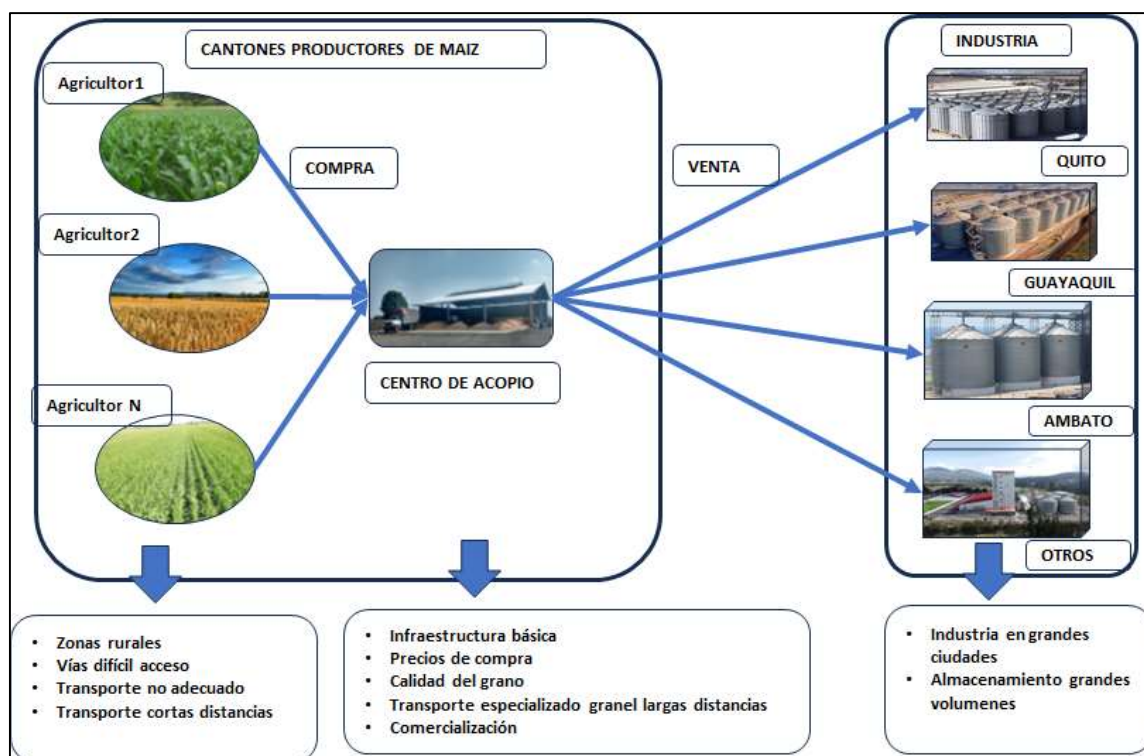 CANTONES PRODUCTORES DE MAIZ
Agricultor1
COMPRA
Agricultor2
CENTRO DE ACOPIO
Agricultor N
VENTA
INDUSTRIA
QUITO
GUAYAQUIL
AMBATO
OTROS
• Zonas rurales
• Vías difícil acceso
• Transporte no adecuado
• Transporte cortas distancias
• Infraestructura básica
• Precios de compra
• Calidad del grano
• Transporte especializado granel largas distancias
• Comercialización
• Industria en grandes
ciudades
• Almacenamiento grandes
volumenes